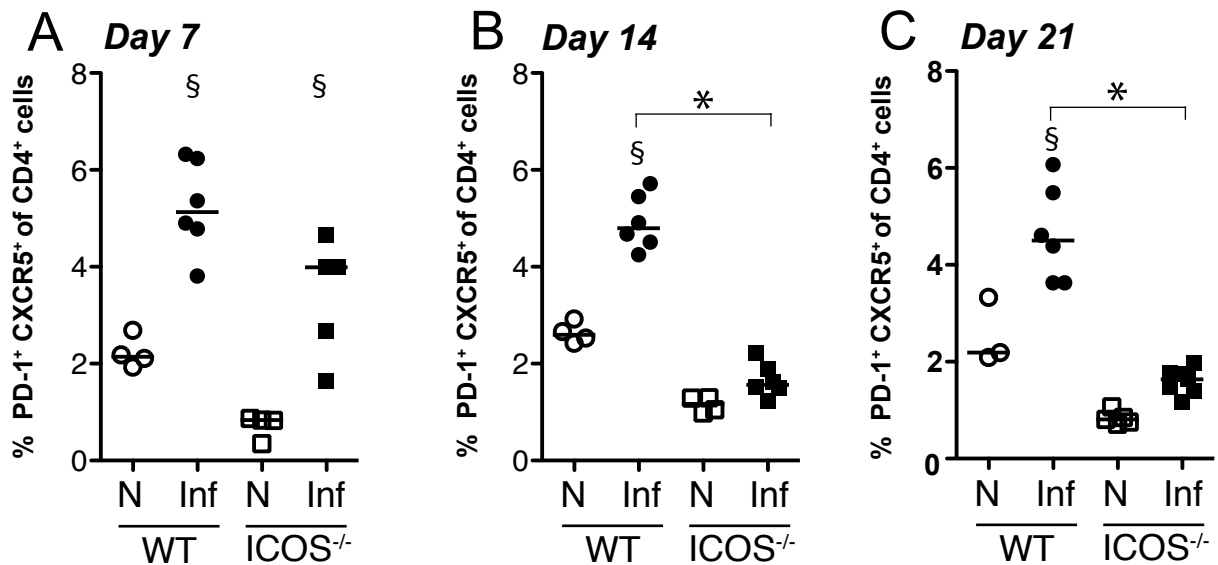 A Day 7
% PD-1⁺ CXCR5⁺ of CD4⁺ cells
8
6
4
2
0
§ §
N Inf N Inf
WT ICOS⁻/⁻
B Day 14
% PD-1⁺ CXCR5⁺ of CD4⁺ cells
8
6
4
2
0
*
§
N Inf N Inf
WT ICOS⁻/⁻
C Day 21
% PD-1⁺ CXCR5⁺ of CD4⁺ cells
8
6
4
2
0
*
§
N Inf N Inf
WT ICOS⁻/⁻